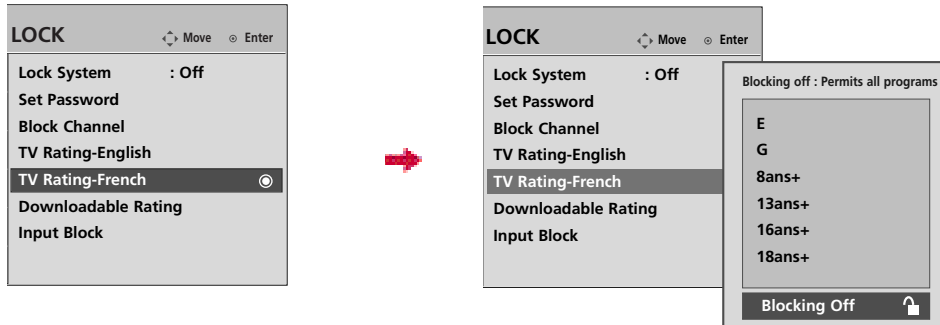 LOCK Move Enter
Lock System : Off
Set Password
Block Channel
TV Rating-English
TV Rating-French
Downloadable Rating
Input Block
LOCK Move Enter
Lock System : Off
Set Password
Block Channel
TV Rating-English
TV Rating-French
Downloadable Rating
Input Block
Blocking off : Permits all programs
E
G
8ans+
13ans+
16ans+
18ans+
Blocking Off